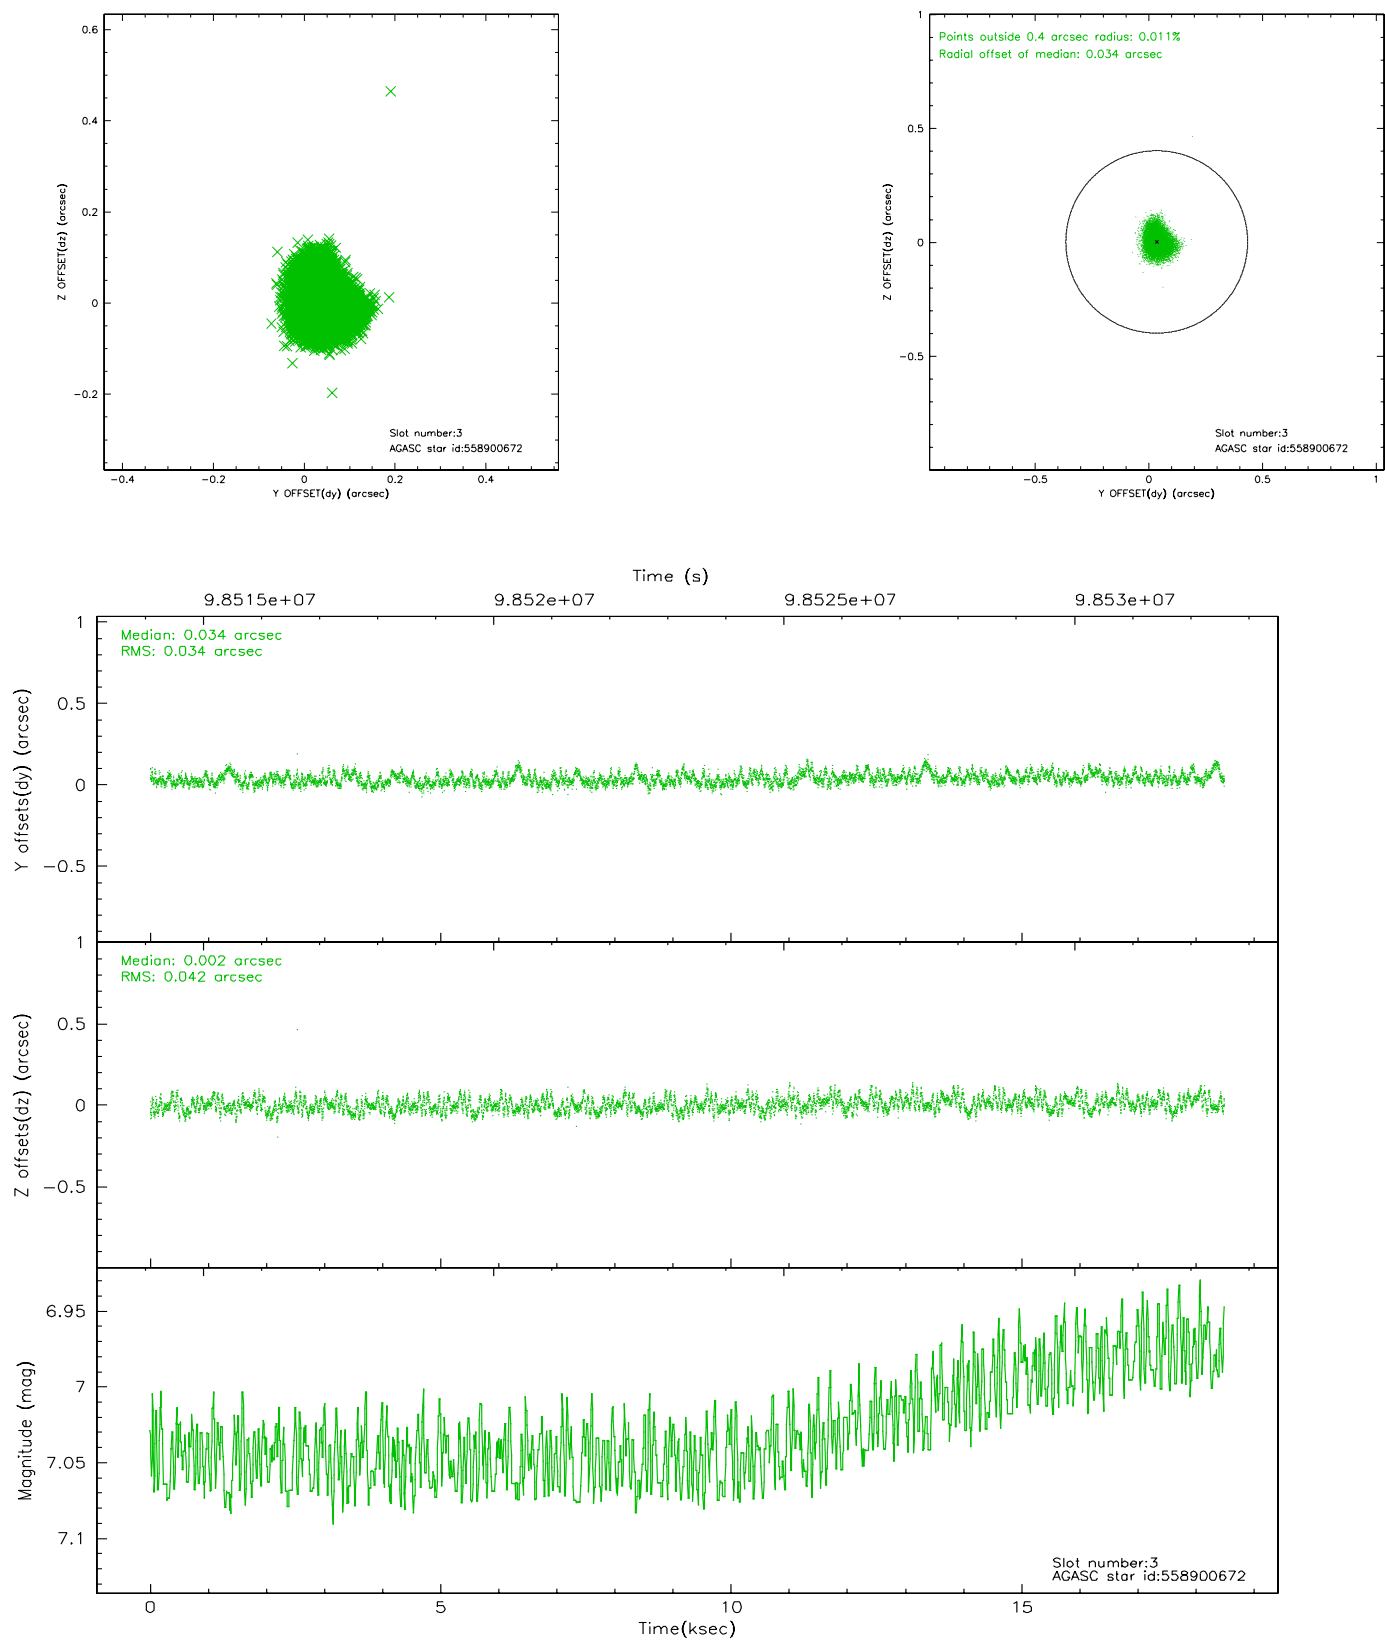 0.6
0.4
0.2
0
−0.2
Z OFFSET(dz) (arcsec)
Slot number:3
AGASC star id:558900672
−0.4 −0.2 0 0.2 0.4
Y OFFSET(dy) (arcsec)
Points outside 0.4 arcsec radius: 0.011%
Radial offset of median: 0.034 arcsec
1
0.5
0
−0.5
Z OFFSET(dz) (arcsec)
Slot number:3
AGASC star id:558900672
−0.5 0 0.5 1
Y OFFSET(dy) (arcsec)
Time (s)
9.8515e+07 9.852e+07 9.8525e+07 9.853e+07
Median: 0.034 arcsec
RMS: 0.034 arcsec
1
0.5
0
−0.5
Y offsets(dy) (arcsec)
Median: 0.002 arcsec
RMS: 0.042 arcsec
1
0.5
0
−0.5
Z offsets(dz) (arcsec)
6.95
7
7.05
7.1
Magnitude (mag)
Slot number:3
AGASC star id:558900672
0 5 10 15
Time(ksec)